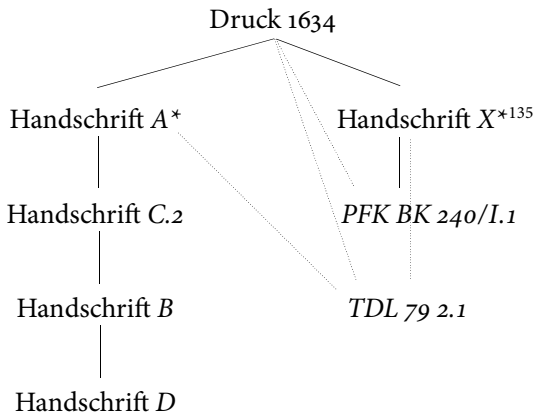 Druck 1634
Handschrift A* Handschrift X*135
Handschrift C.2 PFK BK 240/I.1
Handschrift B TDL 79 2.1
Handschrift D